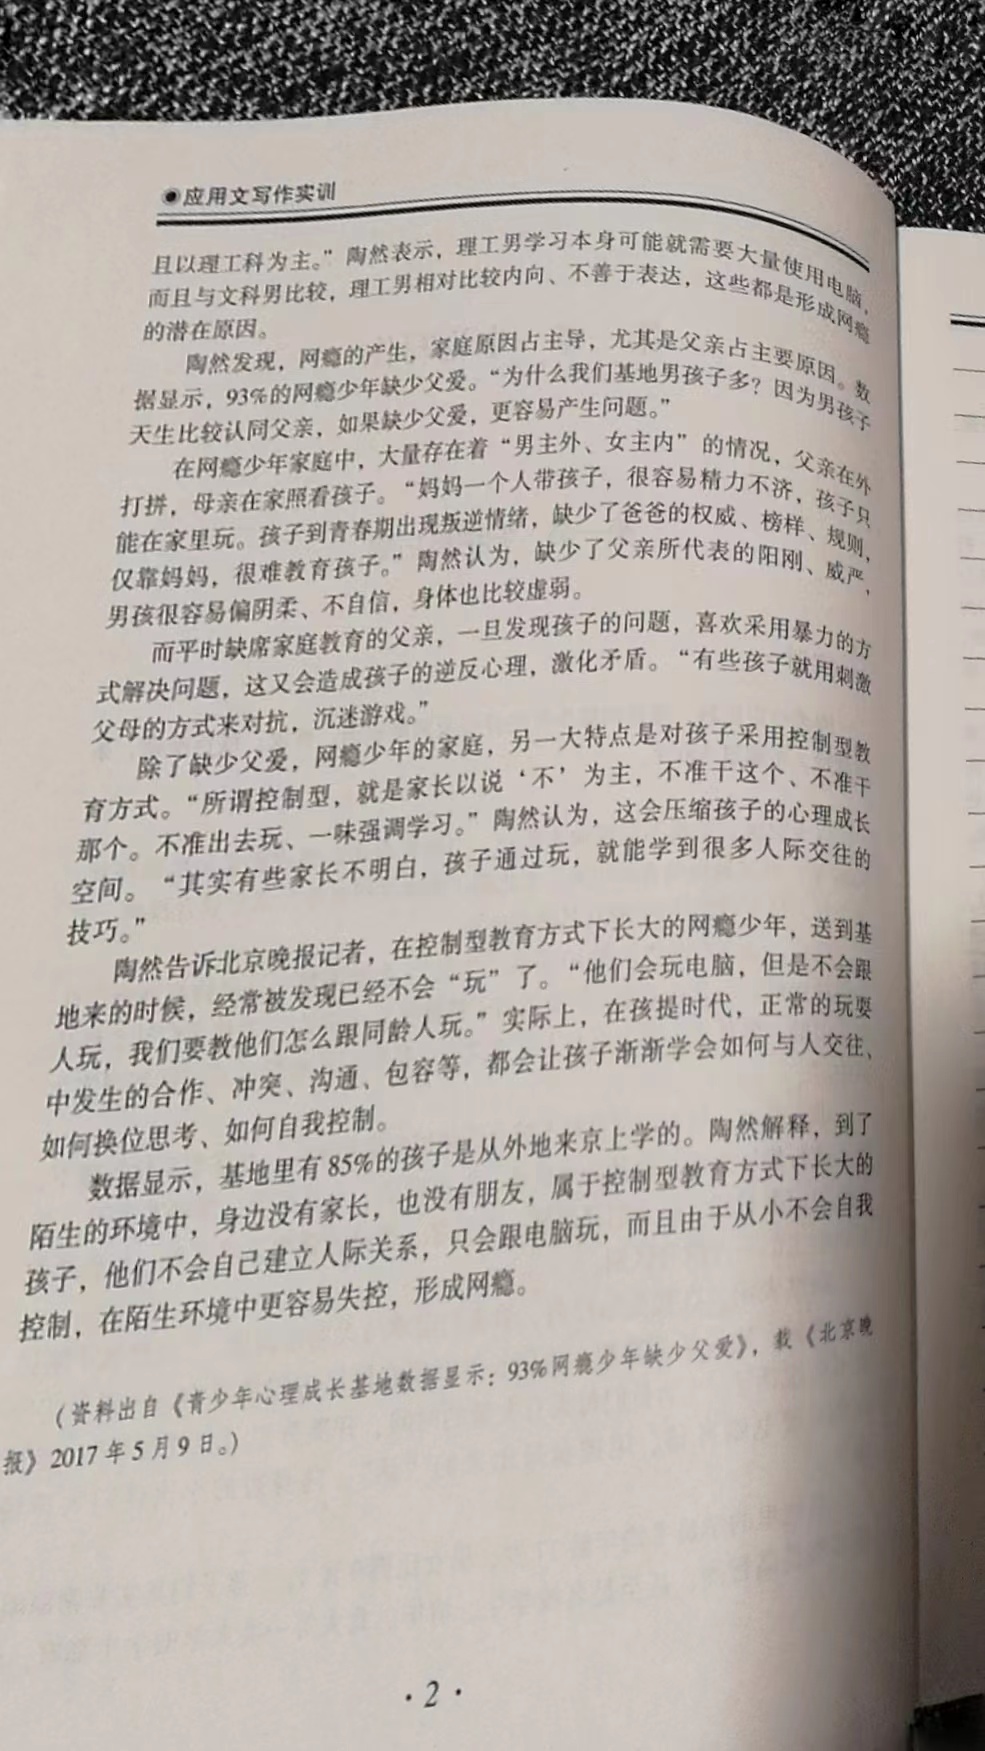 应用文写作实训
且以理工科为主。”陶然表示，理工男学习本身可能就需要大量使用电脑，
而且与文科男比较，理工男相对比较内向、不善于表达，这些都是形成网瘾
的潜在原因。
陶然发现，网瘾的产生，家庭原因占主导，尤其是父亲占主要原因。数
据显示，93%的网瘾少年缺少父爱。“为什么我们基地男孩子多？因为男孩子
天生比较认同父亲，如果缺少父爱，更容易产生问题。”
在网瘾少年家庭中，大量存在着“男主外、女主内”的情况，父亲在外
打拼，母亲在家照看孩子。“妈妈一个人带孩子，很容易精力不济，孩子只
能在家里玩。孩子到青春期出现叛逆情绪，缺少了爸爸的权威、榜样、规则，
仅靠妈妈，很难教育孩子。”陶然认为，缺少了父亲所代表的阳刚、威严，
男孩很容易偏阴柔、不自信，身体也比较虚弱。
而平时缺席家庭教育的父亲，一旦发现孩子的问题，喜欢采用暴力的方
式解决问题，这又会造成孩子的逆反心理，激化矛盾。“有些孩子就用刺激
父母的方式来对抗，沉迷游戏。”
除了缺少父爱，网瘾少年的家庭，另一大特点是对孩子采用控制型教
育方式。“所谓控制型，就是家长以说‘不’为主，不准干这个、不准干
那个。不准出去玩、一味强调学习。”陶然认为，这会压缩孩子的心理成长
空间。“其实有些家长不明白，孩子通过玩，就能学到很多人际交往的
技巧。”
陶然告诉北京晚报记者，在控制型教育方式下长大的网瘾少年，送到基
地来的时候，经常被发现已经不会“玩”了。“他们会玩电脑，但是不会跟
人玩，我们要教他们怎么跟同龄人玩。”实际上，在孩提时代，正常的玩耍
中发生的合作、冲突、沟通、包容等，都会让孩子渐渐学会如何与人交往、
如何换位思考、如何自我控制。
数据显示，基地里有85%的孩子是从外地来京上学的。陶然解释，到了
陌生的环境中，身边没有家长，也没有朋友，属于控制型教育方式下长大的
孩子，他们不会自己建立人际关系，只会跟电脑玩，而且由于从小不会自我
控制，在陌生环境中更容易失控，形成网瘾。
（资料出自《青少年心理成长基地数据显示：93%网瘾少年缺少父爱》，载《北京晚
报》2017年5月9日。）
·2·